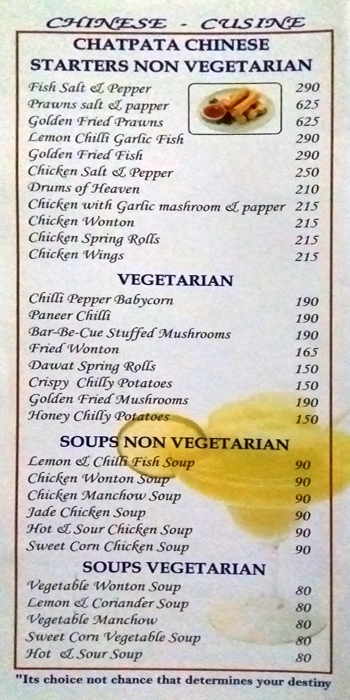 CHINESE - CUSINE
CHATPATA CHINESE
STARTERS NON VEGETARIAN
Fish Salt & Pepper 290
Prawns salt & papper 625
Golden Fried Prawns 625
Lemon Chilli Garlic Fish 290
Golden Fried Fish 290
Chicken Salt & Pepper 250
Drums of Heaven 210
Chicken with Garlic mashroom & papper 215
Chicken Wonton 215
Chicken Spring Rolls 215
Chicken Wings 215
VEGETARIAN
Chilli Pepper Babycorn 190
Paneer Chilli 190
Bar-Be-Cue Stuffed Mushrooms 190
Fried Wonton 165
Dawat Spring Rolls 150
Crispy Chilly Potatoes 150
Golden Fried Mushrooms 190
Honey Chilly Potatoes 150
SOUPS NON VEGETARIAN
Lemon & Chilli Fish Soup 90
Chicken Wonton Soup 90
Chicken Manchow Soup 90
Jade Chicken Soup 90
Hot & Sour Chicken Soup 90
Sweet Corn Chicken Soup 90
SOUPS VEGETARIAN
Vegetable Wonton Soup 80
Lemon & Coriander Soup 80
Vegetable Manchow 80
Sweet Corn Vegetable Soup 80
Hot & Sour Soup 80
"Its choice not chance that determines your destiny